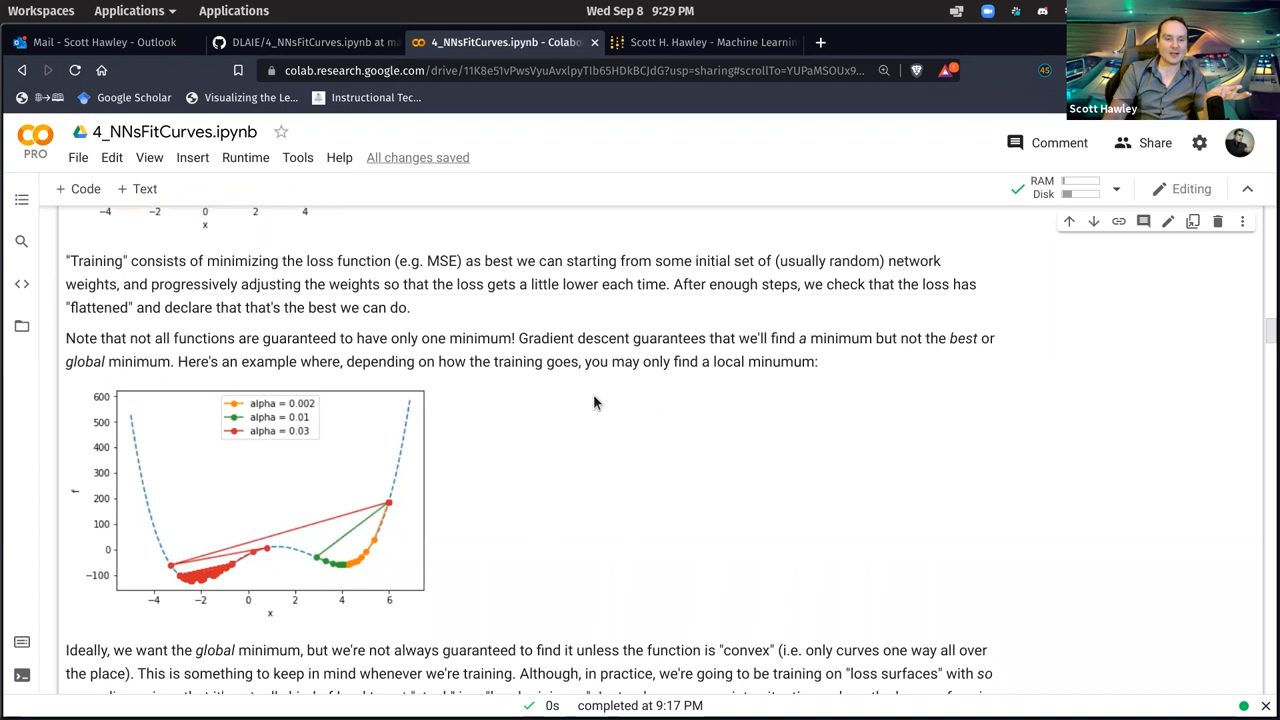 Workspaces Applications Applications Wed Sep 8 9:29 PM
Mail - Scott Hawley - Outlook DLAIE/4_NNsFitCurves.ipynb at ma 4_NNsFitCurves.ipynb - Colabo Scott H. Hawley - Machine Learnin
45
Scott Hawley
Google Scholar Visualizing the Le... Instructional Tec...
CO
PRO
4_NNsFitCurves.ipynb
Comment Share
File Edit View Insert Runtime Tools Help All changes saved
+ Code + Text
RAM
Disk
Editing
−4 −2 0 2 4
x
"Training" consists of minimizing the loss function (e.g. MSE) as best we can starting from some initial set of (usually random) network
weights, and progressively adjusting the weights so that the loss gets a little lower each time. After enough steps, we check that the loss has
"flattened" and declare that that's the best we can do.
Note that not all functions are guaranteed to have only one minimum! Gradient descent guarantees that we'll find a minimum but not the best or
global minimum. Here's an example where, depending on how the training goes, you may only find a local minumum:
600
500
400
300
200
100
0
−100
f
alpha = 0.002
alpha = 0.01
alpha = 0.03
−4 −2 0 2 4 6
x
Ideally, we want the global minimum, but we're not always guaranteed to find it unless the function is "convex" (i.e. only curves one way all over
the place). This is something to keep in mind whenever we're training. Although, in practice, we're going to be training on "loss surfaces" with so
0s completed at 9:17 PM